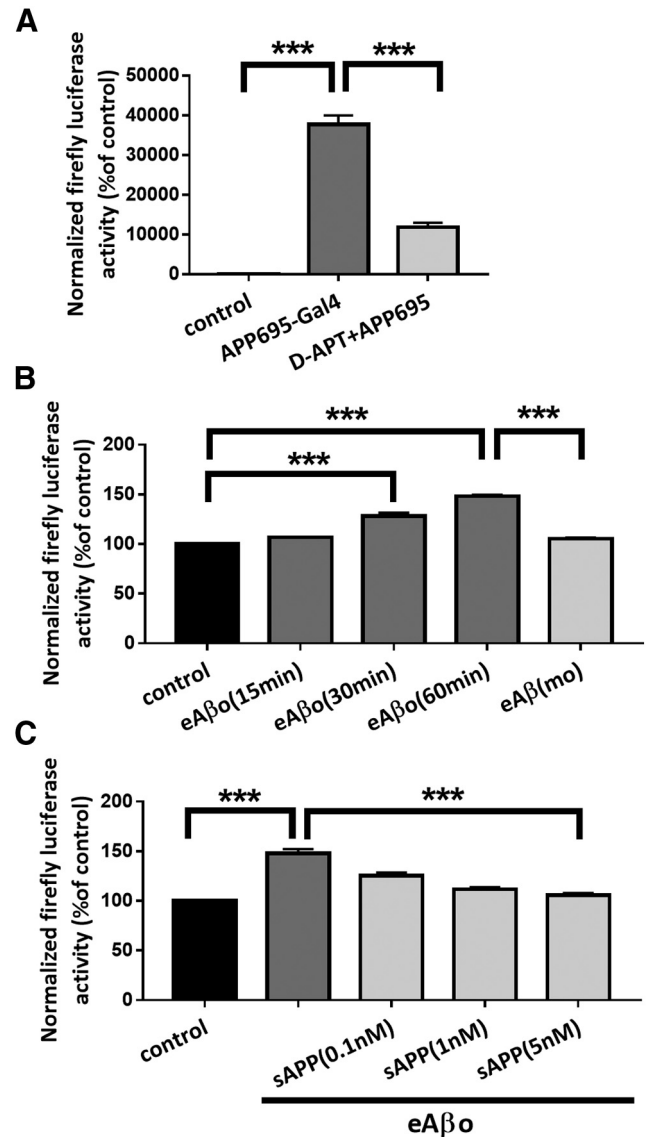 A
***
***
Normalized firefly luciferase
activity (%of control)
50000
40000
30000
20000
10000
0
control
APP695-Gal4
D-APT+APP695
B
***
***
***
Normalized firefly luciferase
activity (%of control)
200
150
100
50
0
control
eAβo(15min)
eAβo(30min)
eAβo(60min)
eAβ(mo)
C
***
***
Normalized firefly luciferase
activity (%of control)
200
150
100
50
0
control
sAPP(0.1nM)
sAPP(1nM)
sAPP(5nM)
eAβo